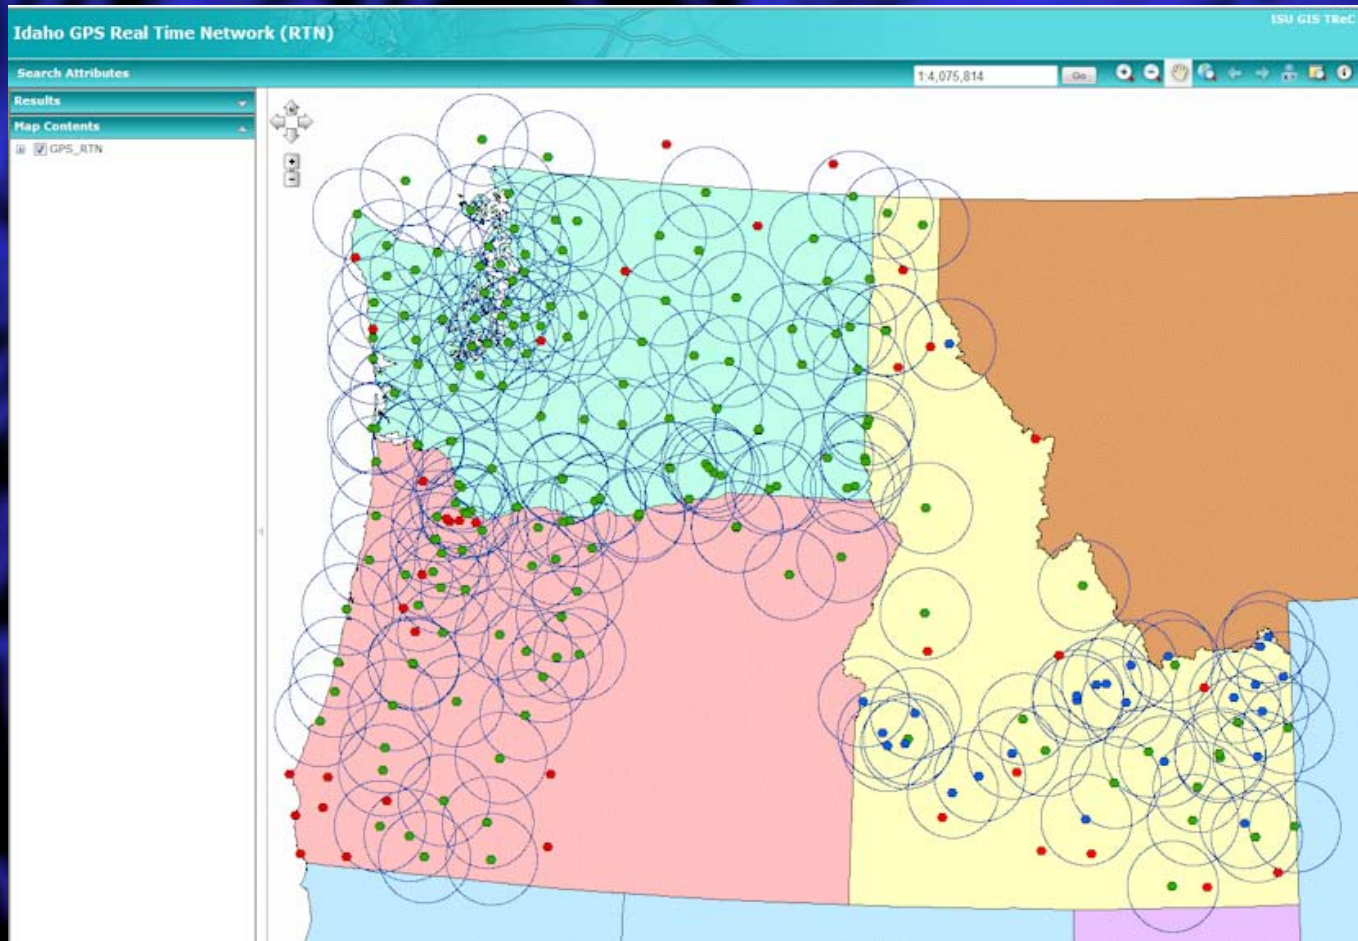 Idaho GPS Real Time Network (RTN)
ISU GIS TReC
Search Attributes
1:4,075,814
Go
Results
Map Contents
GPS_RTN